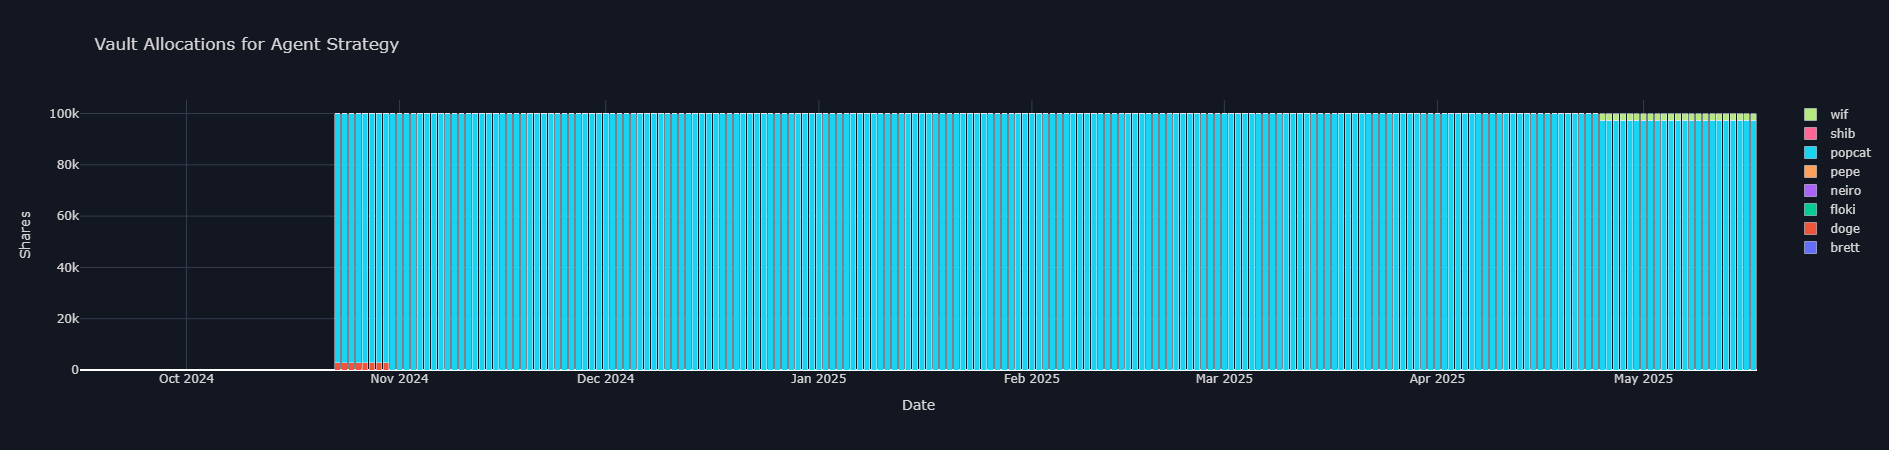 Vault Allocations for Agent Strategy
100k
80k
60k
40k
20k
0
Shares
Oct 2024
Nov 2024
Dec 2024
Jan 2025
Feb 2025
Mar 2025
Apr 2025
May 2025
Date
wif
shib
popcat
pepe
neiro
floki
doge
brett